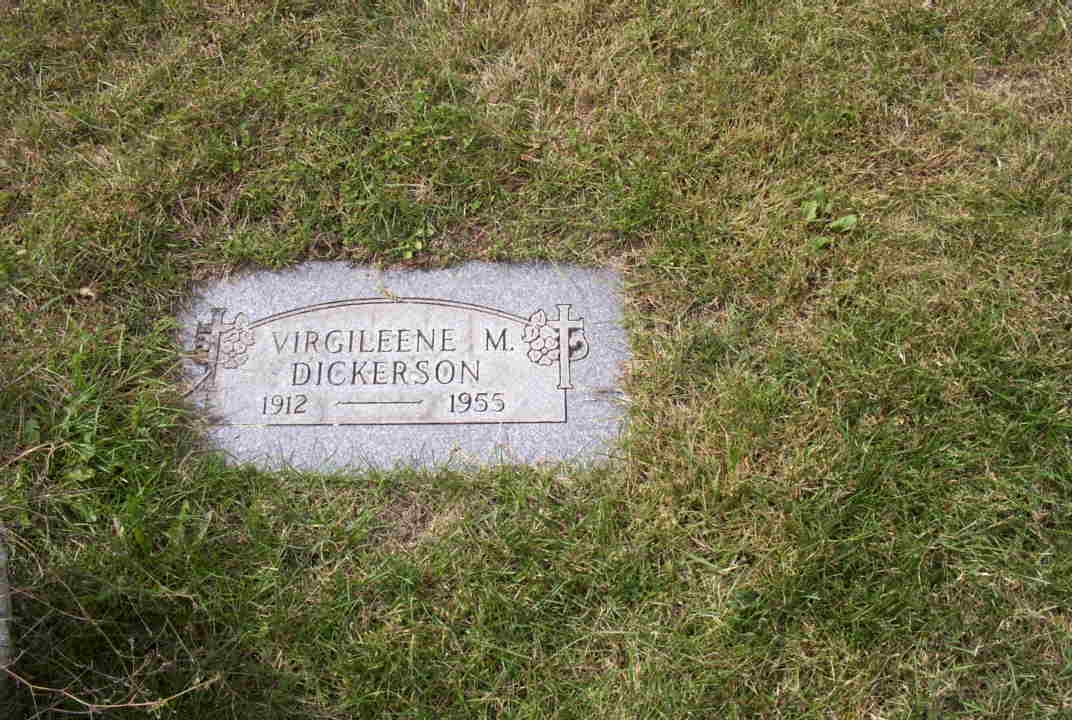 VIRGILEENE M.
DICKERSON
1912 — 1955